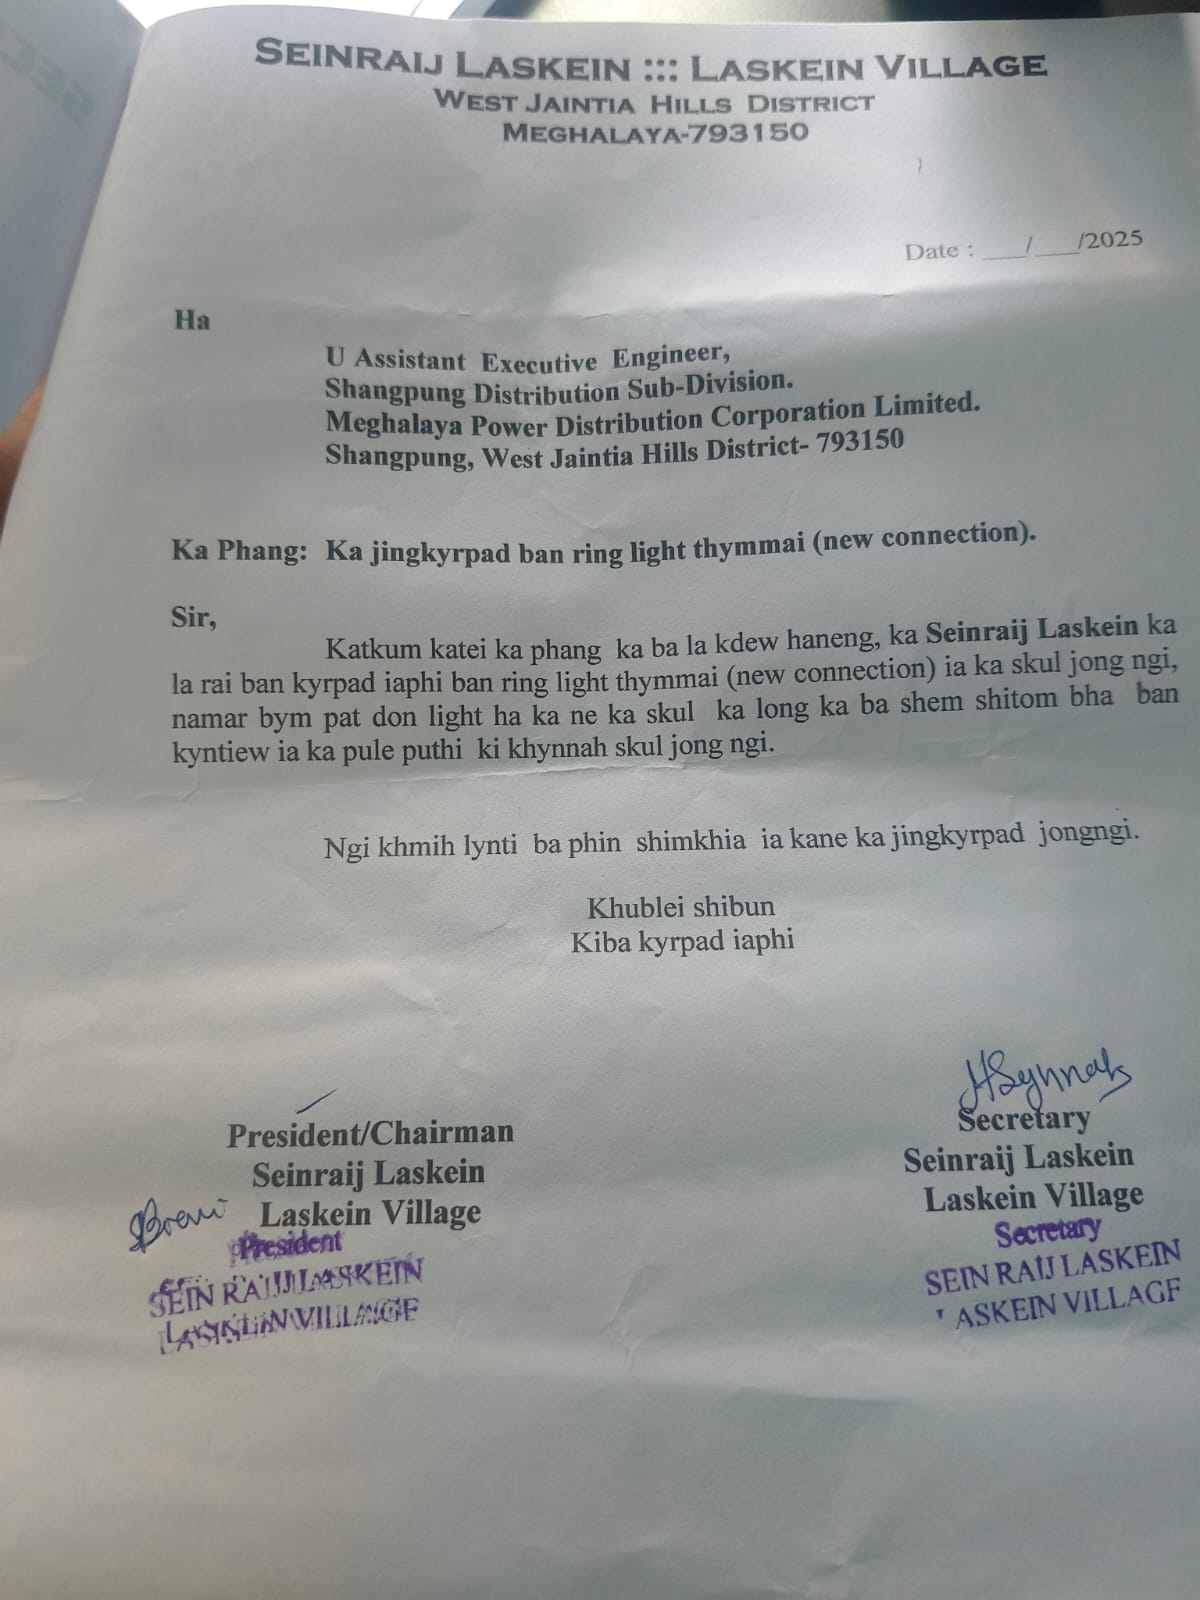 SEINRAIJ LASKEIN ::: LASKEIN VILLAGE
WEST JAINTIA HILLS DISTRICT
MEGHALAYA-793150
Date : ___/___/2025
Ha
U Assistant Executive Engineer,
Shangpung Distribution Sub-Division.
Meghalaya Power Distribution Corporation Limited.
Shangpung, West Jaintia Hills District- 793150
Ka Phang: Ka jingkyrpad ban ring light thymmai (new connection).
Sir,
Katkum katei ka phang ka ba la kdew haneng, ka Seinraij Laskein ka
la rai ban kyrpad iaphi ban ring light thymmai (new connection) ia ka skul jong ngi,
namar bym pat don light ha ka ne ka skul ka long ka ba shem shitom bha ban
kyntiew ia ka pule puthi ki khynnah skul jong ngi.
Ngi khmih lynti ba phin shimkhia ia kane ka jingkyrpad jongngi.
Khublei shibun
Kiba kyrpad iaphi
President/Chairman
Seinraij Laskein
Laskein Village
President
SEIN RAIJ LASKEIN
LASKEIN VILLAGE
HSynnah
Secretary
Seinraij Laskein
Laskein Village
Secretary
SEIN RAIJ LASKEIN
ASKEIN VILLAGE